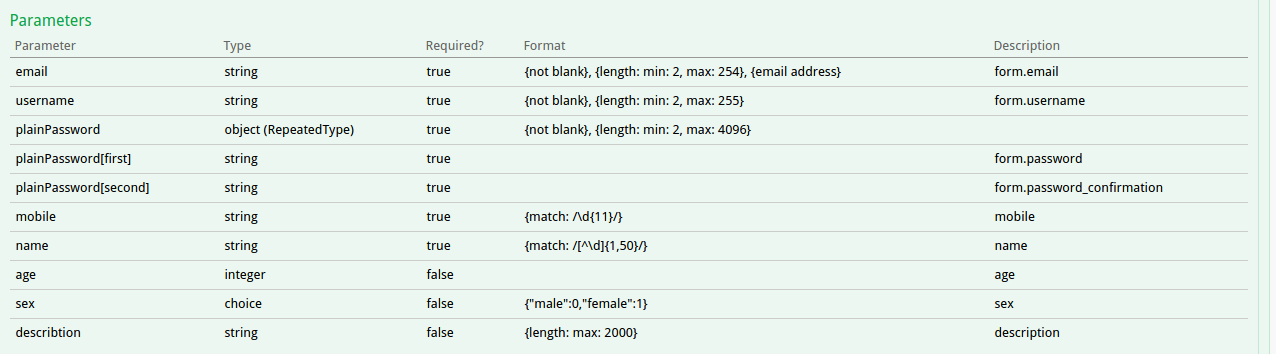 Parameters
Parameter Type Required? Format Description
email string true {not blank}, {length: min: 2, max: 254}, {email address} form.email
username string true {not blank}, {length: min: 2, max: 255} form.username
plainPassword object (RepeatedType) true {not blank}, {length: min: 2, max: 4096}
plainPassword[first] string true form.password
plainPassword[second] string true form.password_confirmation
mobile string true {match: /\d{11}/} mobile
name string true {match: /[^\d]{1,50}/} name
age integer false age
sex choice false {"male":0,"female":1} sex
describtion string false {length: max: 2000} description